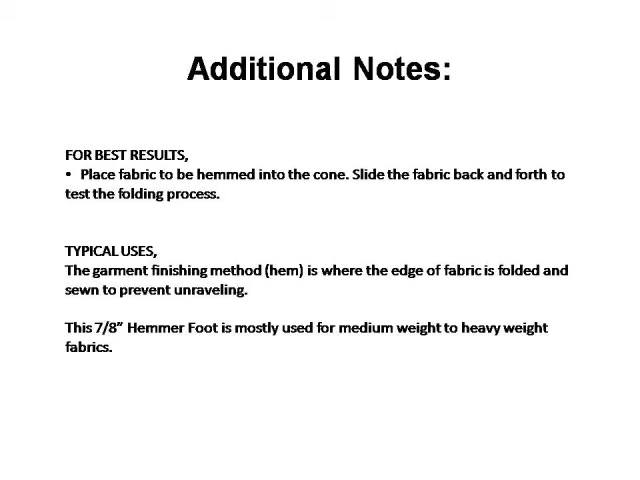 Additional Notes:
FOR BEST RESULTS,
• Place fabric to be hemmed into the cone. Slide the fabric back and forth to
test the folding process.
TYPICAL USES,
The garment finishing method (hem) is where the edge of fabric is folded and
sewn to prevent unraveling.
This 7/8” Hemmer Foot is mostly used for medium weight to heavy weight
fabrics.